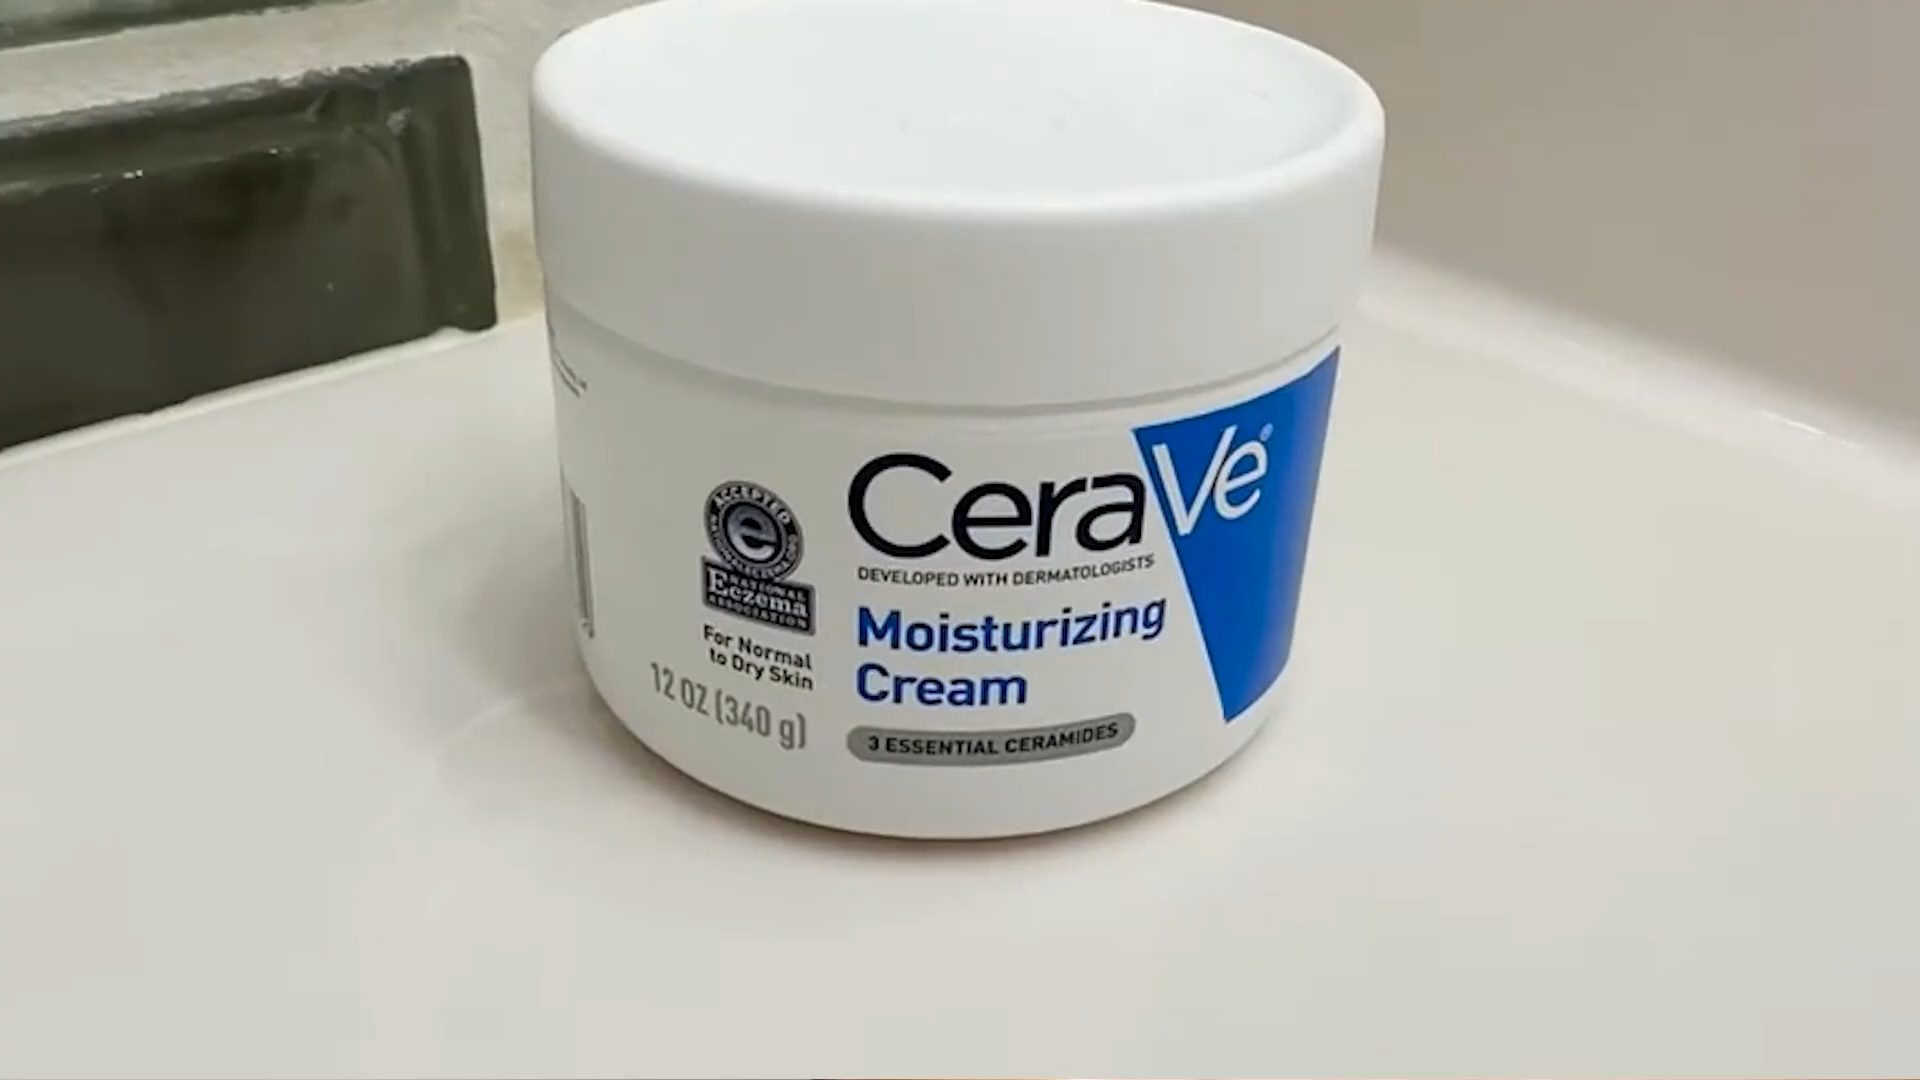 CeraVe®
DEVELOPED WITH DERMATOLOGISTS
Moisturizing
Cream
3 ESSENTIAL CERAMIDES
ACCEPTED
e
NATIONAL
Eczema
ASSOCIATION
For Normal
to Dry Skin
12 OZ (340 g)